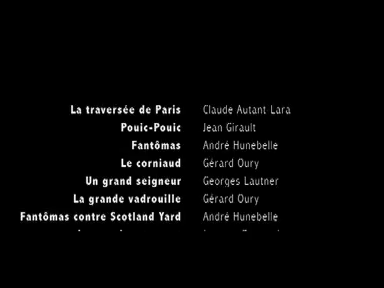 La traversée de Paris Claude Autant Lara
Pouic-Pouic Jean Girault
Fantômas André Hunebelle
Le corniaud Gérard Oury
Un grand seigneur Georges Lautner
La grande vadrouille Gérard Oury
Fantômas contre Scotland Yard André Hunebelle